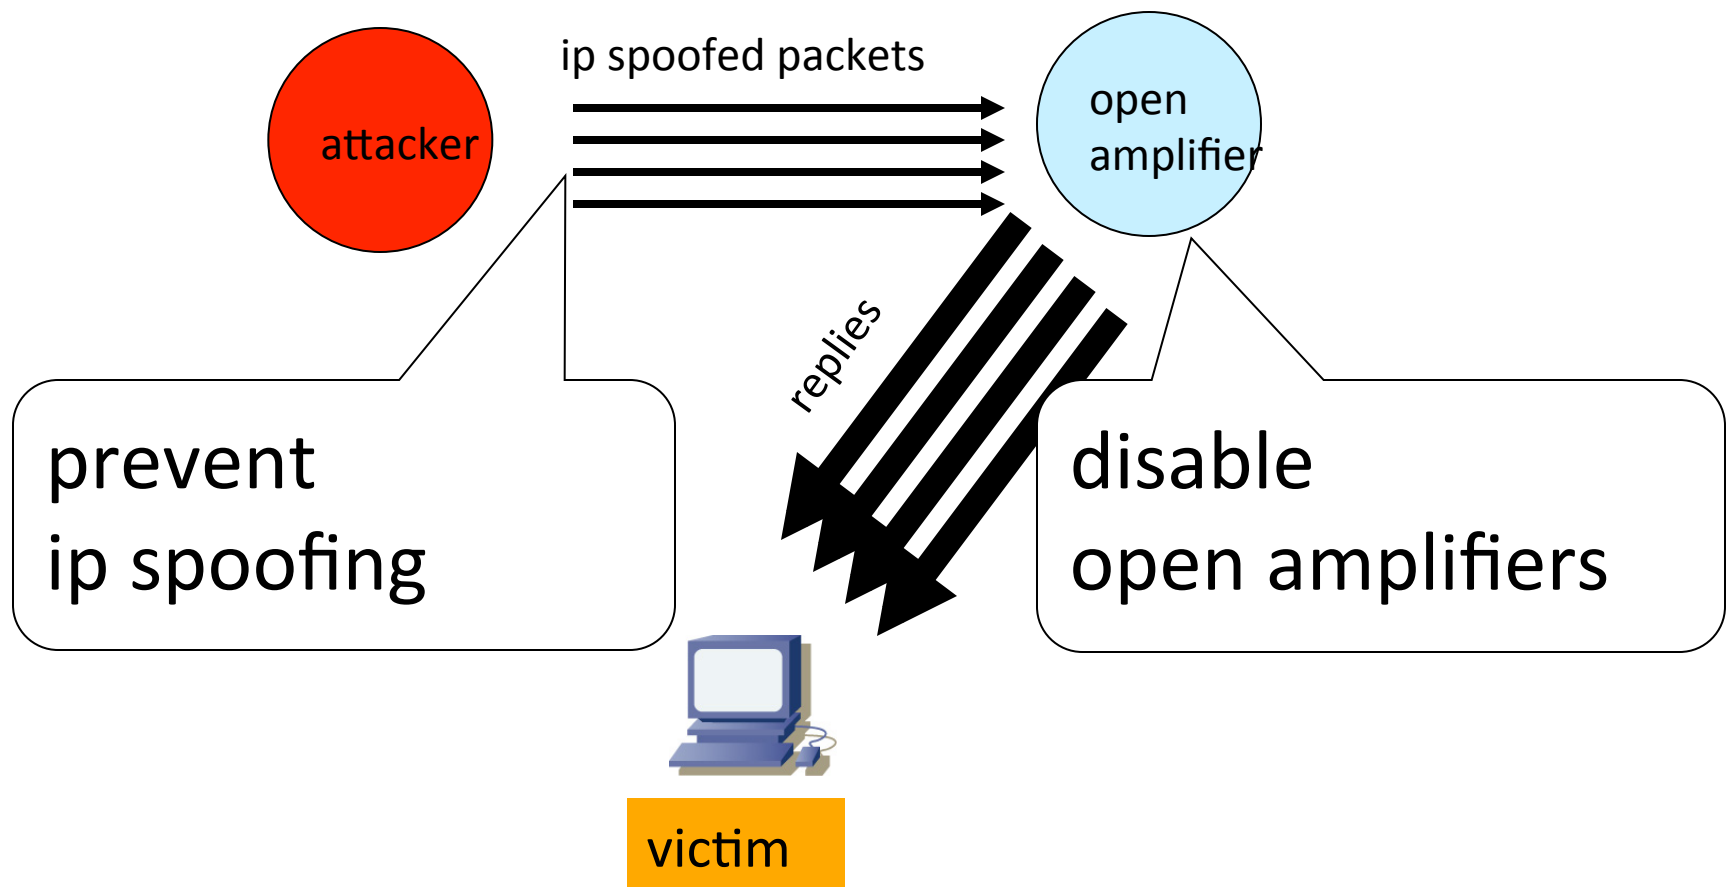 attacker
ip spoofed packets
open
amplifier
replies
prevent
ip spoofing
disable
open amplifiers
victim